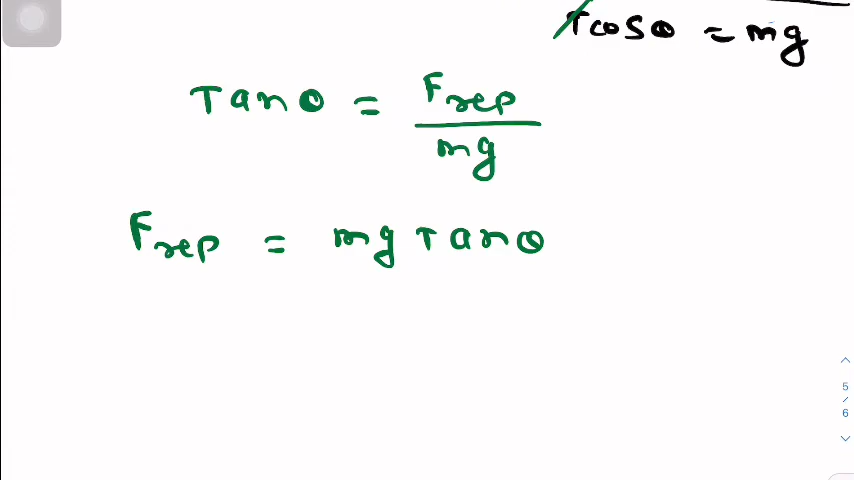 Tcosθ = mg
Tanθ = Frep / mg
Frep = mg Tanθ
5
/
6